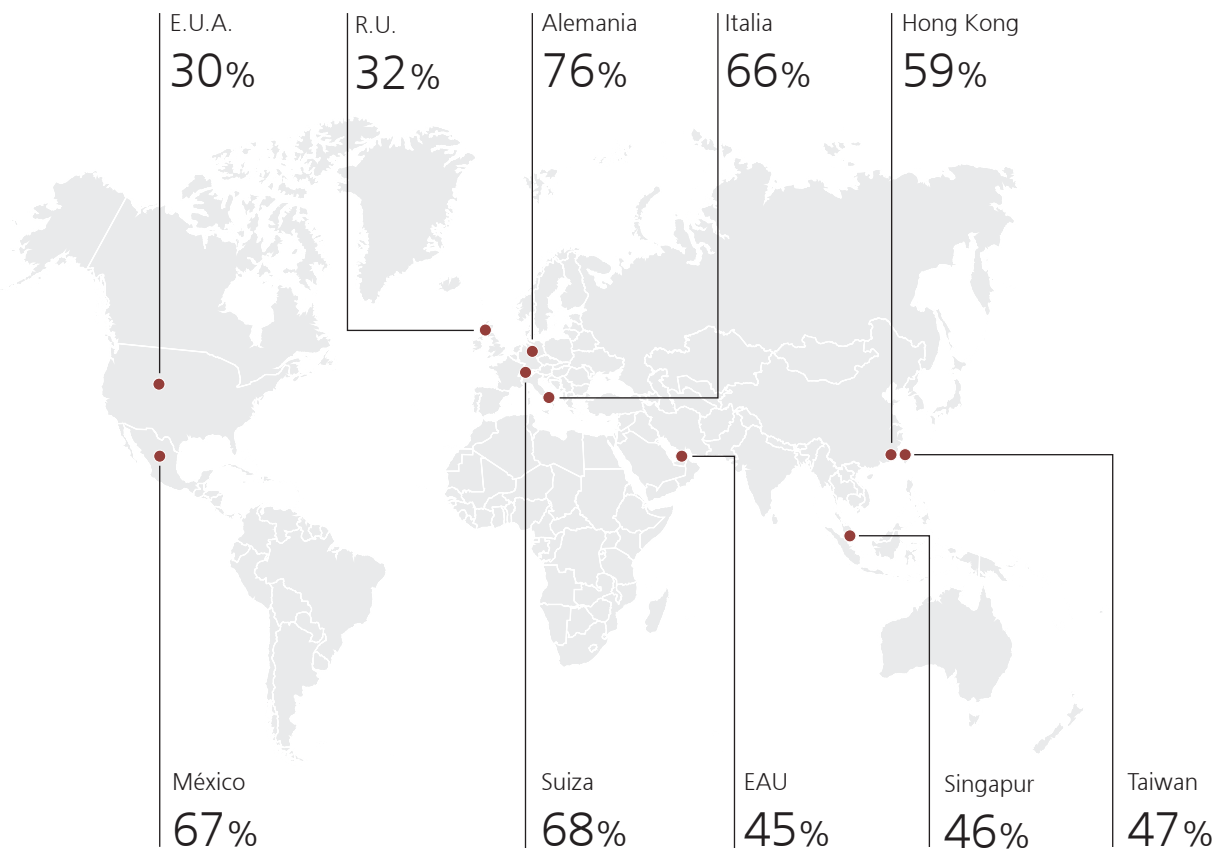 E.U.A.
30%
R.U.
32%
Alemania
76%
Italia
66%
Hong Kong
59%
México
67%
Suiza
68%
EAU
45%
Singapur
46%
Taiwan
47%